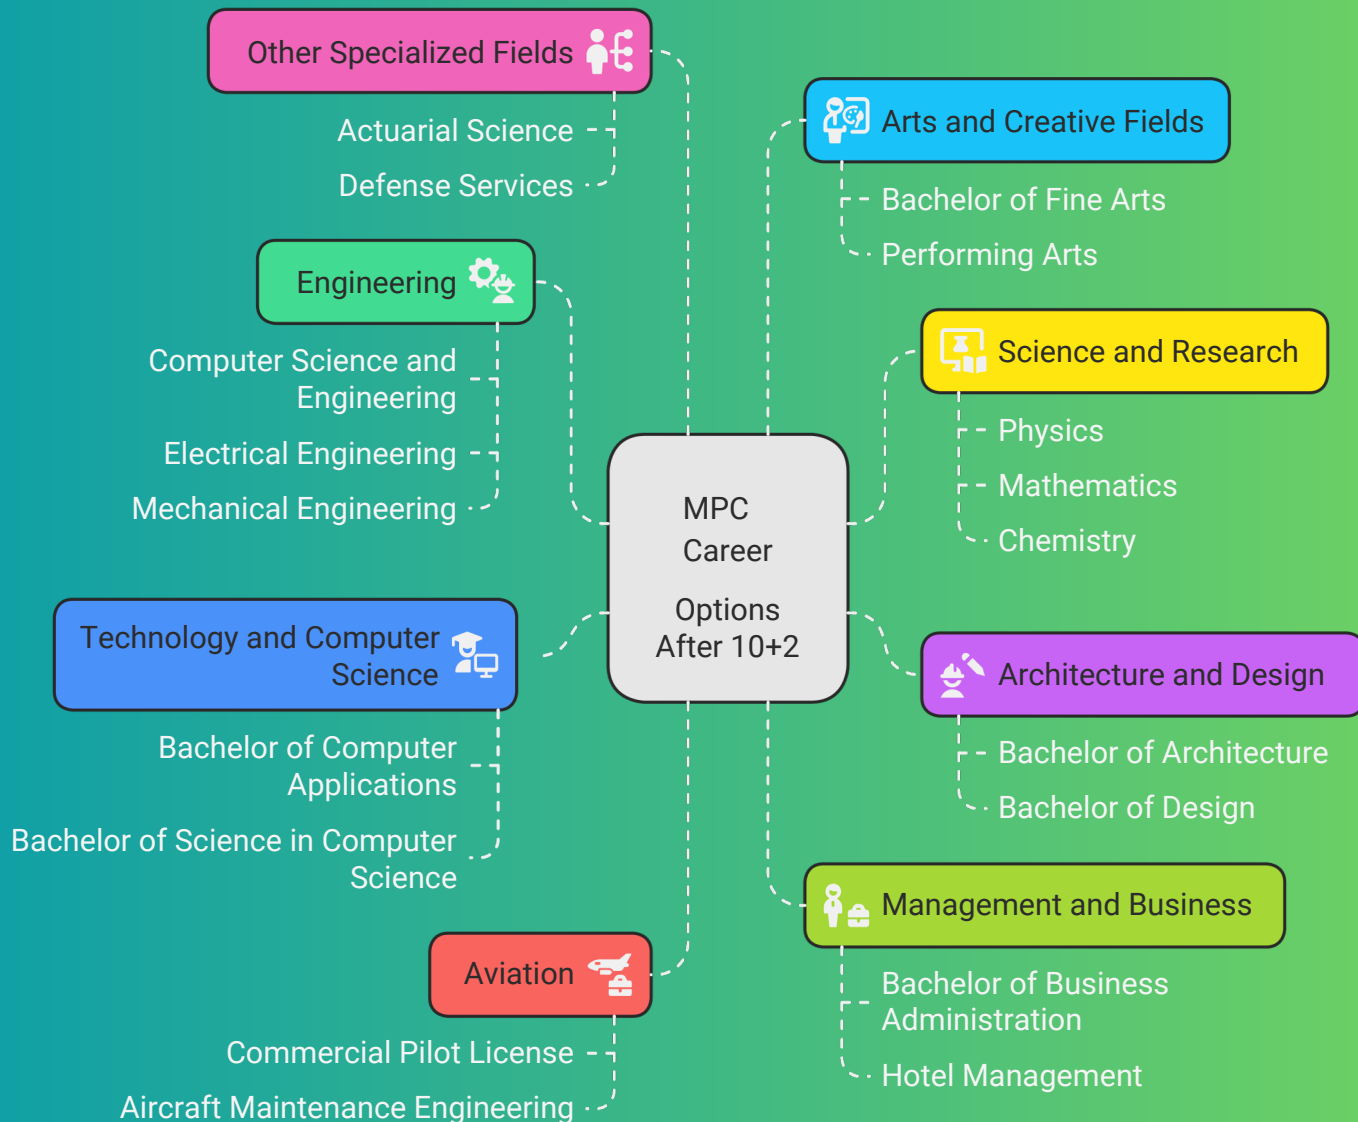 Other Specialized Fields
Actuarial Science
Defense Services
Engineering
Computer Science and
Engineering
Electrical Engineering
Mechanical Engineering
Technology and Computer
Science
Bachelor of Computer
Applications
Bachelor of Science in Computer
Science
Aviation
Commercial Pilot License
Aircraft Maintenance Engineering
MPC
Career
Options
After 10+2
Arts and Creative Fields
Bachelor of Fine Arts
Performing Arts
Science and Research
Physics
Mathematics
Chemistry
Architecture and Design
Bachelor of Architecture
Bachelor of Design
Management and Business
Bachelor of Business
Administration
Hotel Management